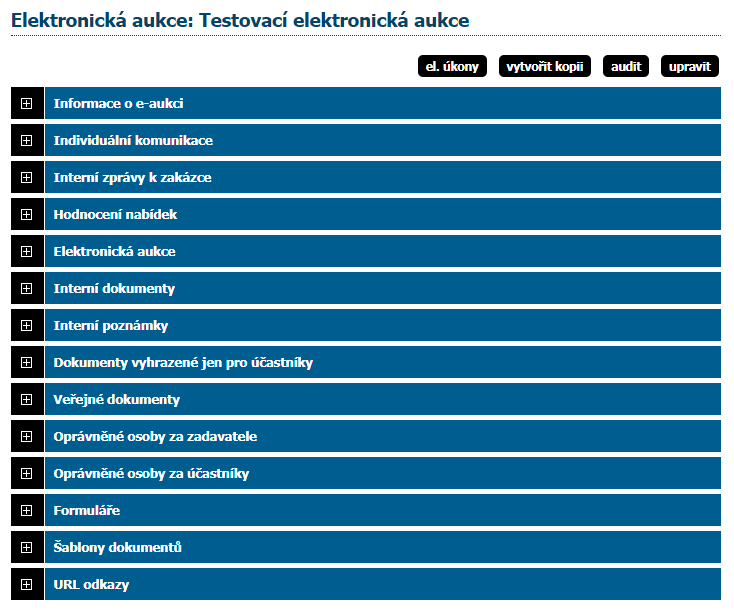 Elektronická aukce: Testovací elektronická aukce
el. úkony vytvořit kopii audit upravit
Informace o e-aukci
Individuální komunikace
Interní zprávy k zakázce
Hodnocení nabídek
Elektronická aukce
Interní dokumenty
Interní poznámky
Dokumenty vyhrazené jen pro účastníky
Veřejné dokumenty
Oprávněné osoby za zadavatele
Oprávněné osoby za účastníky
Formuláře
Šablony dokumentů
URL odkazy